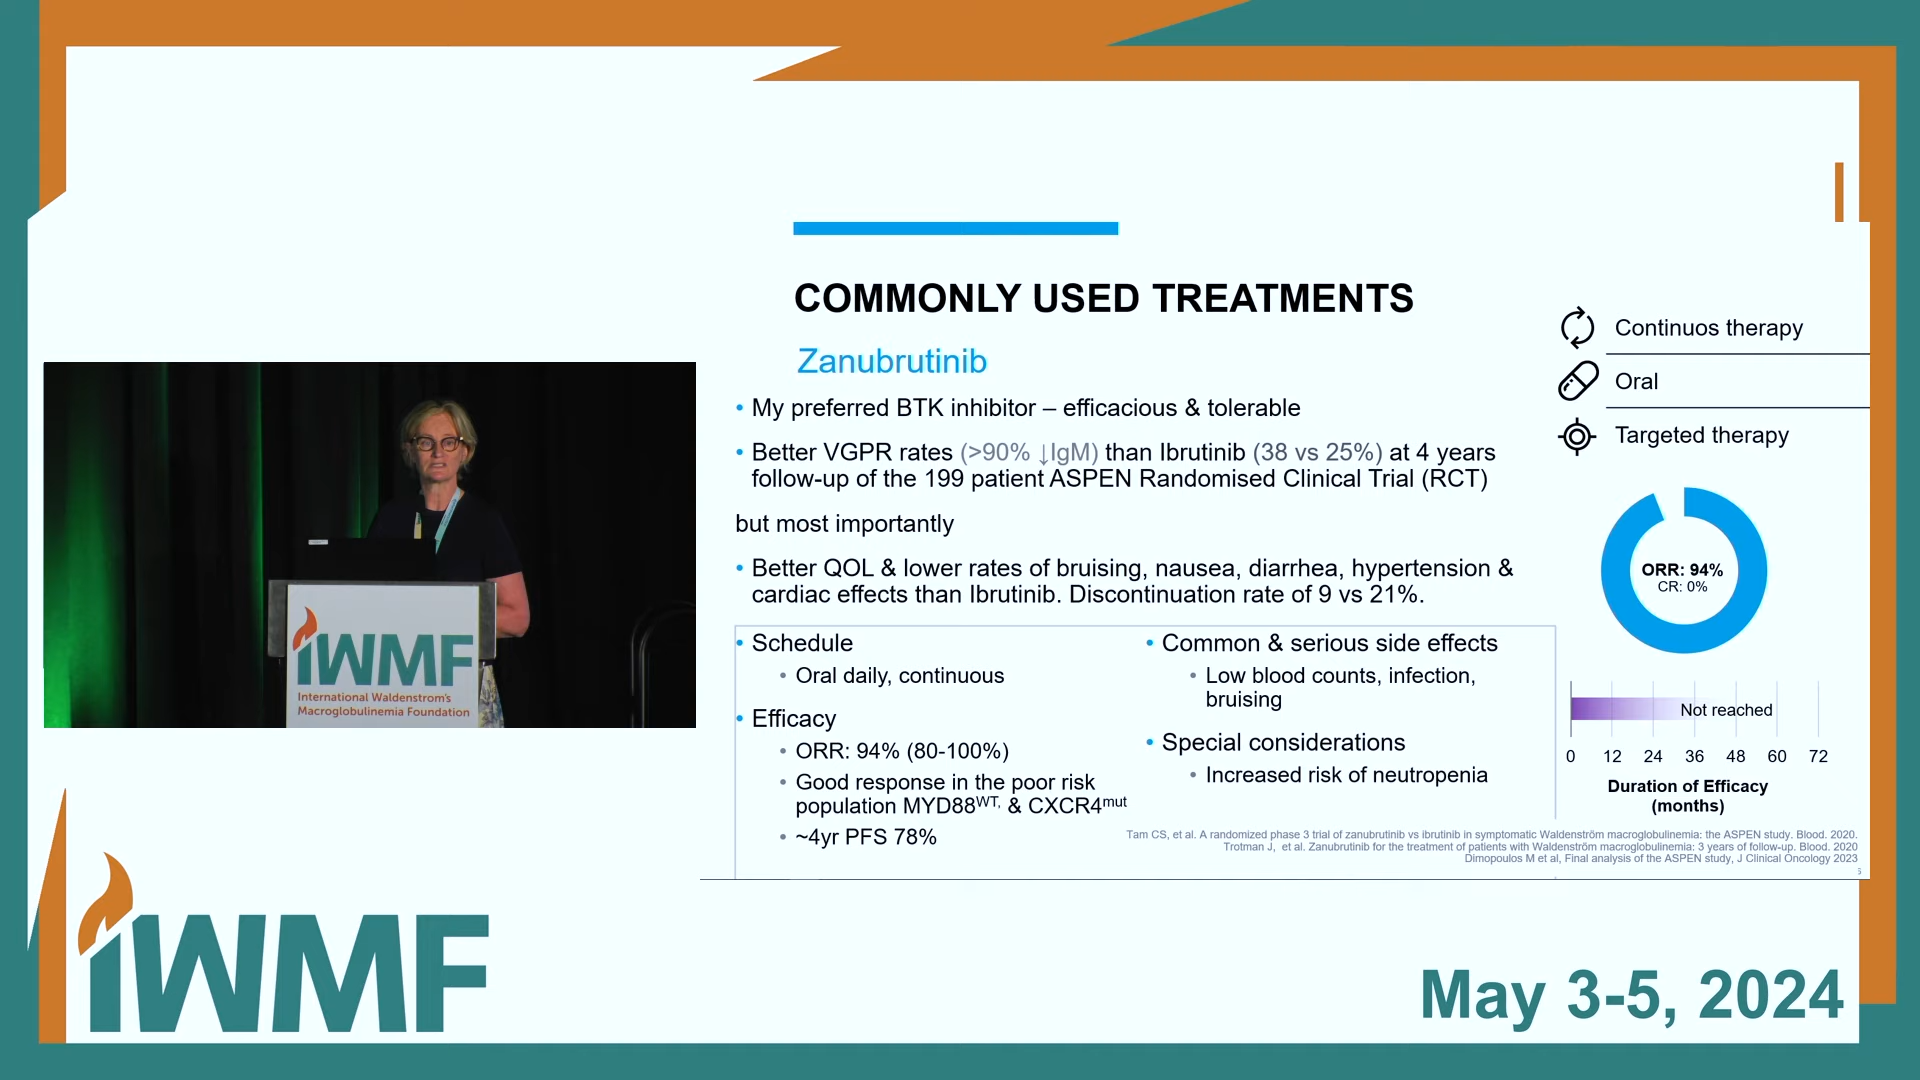 COMMONLY USED TREATMENTS
Zanubrutinib
• My preferred BTK inhibitor – efficacious & tolerable
• Better VGPR rates (>90% ↓IgM) than Ibrutinib (38 vs 25%) at 4 years
follow-up of the 199 patient ASPEN Randomised Clinical Trial (RCT)
but most importantly
• Better QOL & lower rates of bruising, nausea, diarrhea, hypertension &
cardiac effects than Ibrutinib. Discontinuation rate of 9 vs 21%.
• Schedule
• Oral daily, continuous
• Efficacy
• ORR: 94% (80-100%)
• Good response in the poor risk
population MYD88WT, & CXCR4mut
• ~4yr PFS 78%
• Common & serious side effects
• Low blood counts, infection,
bruising
• Special considerations
• Increased risk of neutropenia
Continuos therapy
Oral
Targeted therapy
ORR: 94%
CR: 0%
Not reached
0 12 24 36 48 60 72
Duration of Efficacy
(months)
Tam CS, et al. A randomized phase 3 trial of zanubrutinib vs ibrutinib in symptomatic Waldenström macroglobulinemia: the ASPEN study. Blood. 2020.
Trotman J, et al. Zanubrutinib for the treatment of patients with Waldenström macroglobulinemia: 3 years of follow-up. Blood. 2020
Dimopoulos M et al, Final analysis of the ASPEN study, J Clinical Oncology 2023
IWMF
International Waldenstrom's
Macroglobulinemia Foundation
IWMF
May 3-5, 2024